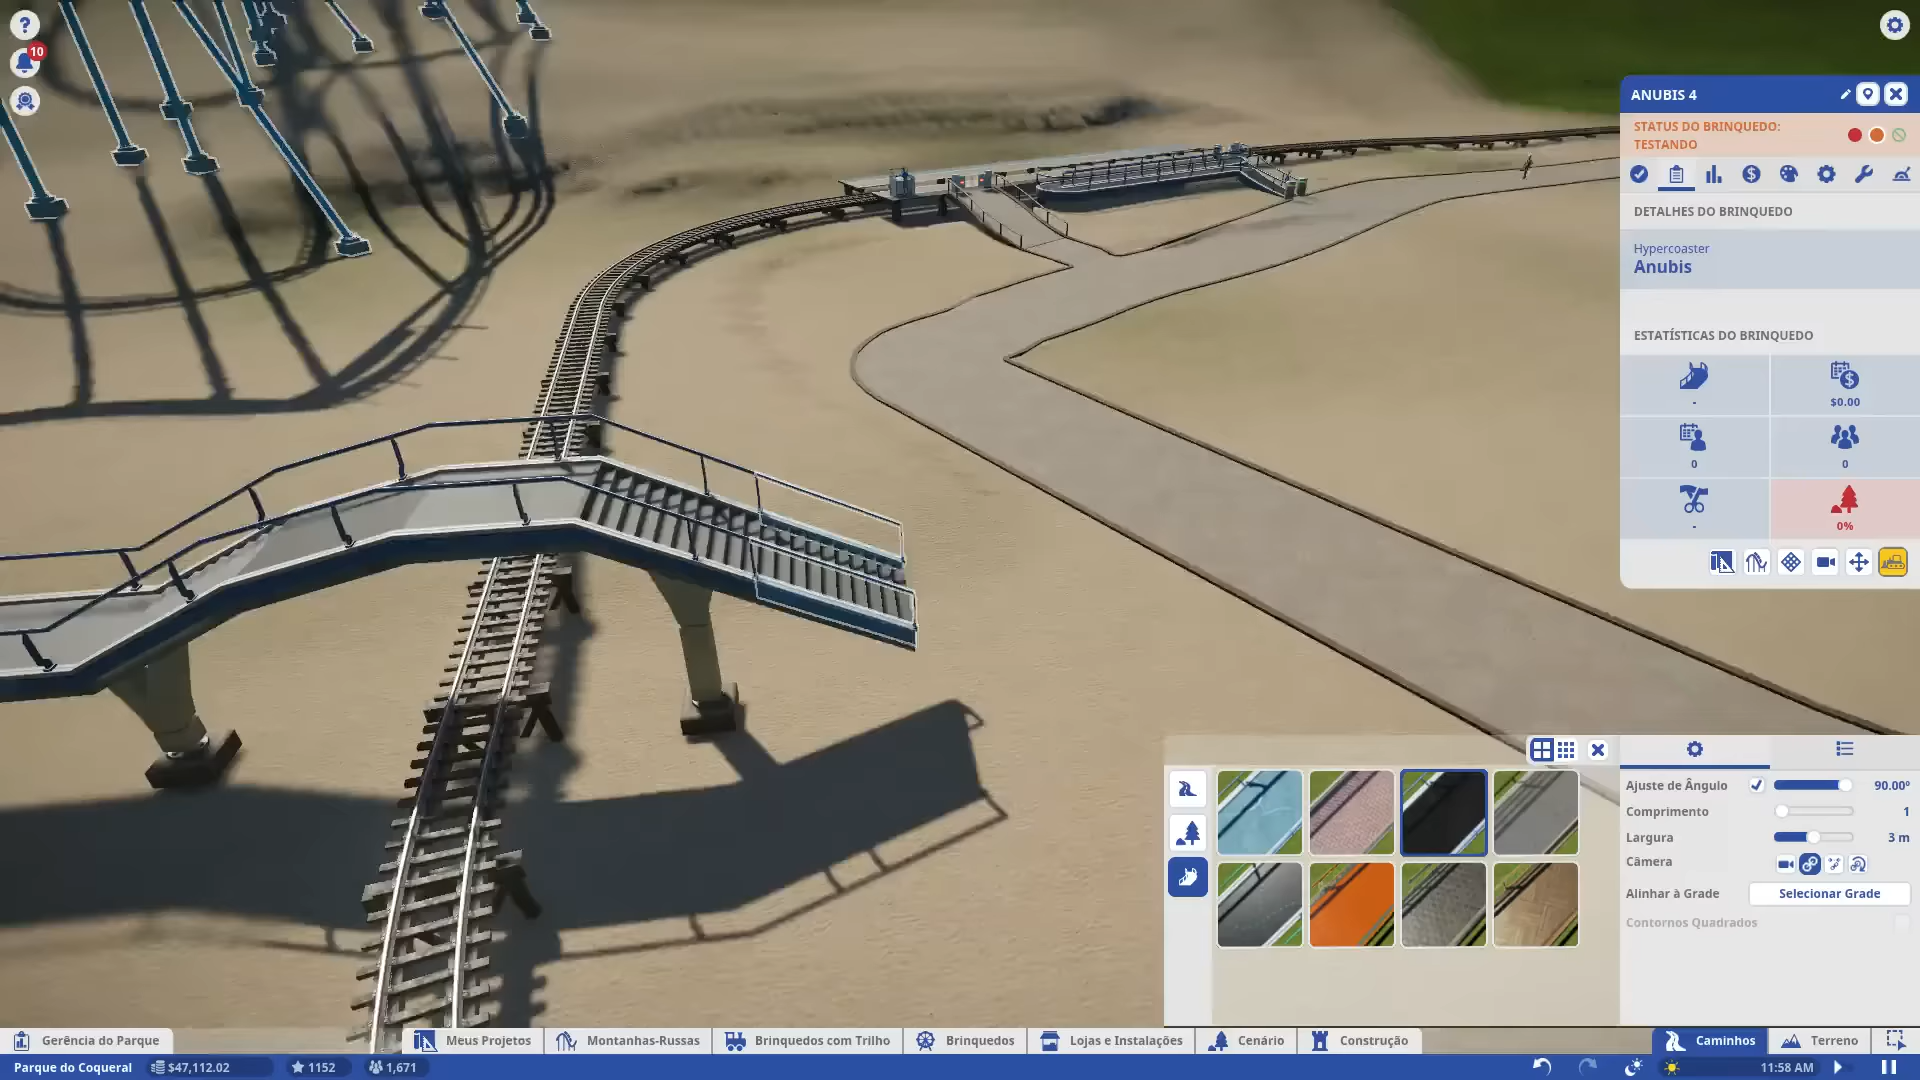 ?
10
ANUBIS 4
STATUS DO BRINQUEDO:
TESTANDO
DETALHES DO BRINQUEDO
Hypercoaster
Anubis
ESTATÍSTICAS DO BRINQUEDO
-
$0.00
0
0
-
0%
Ajuste de Ângulo
90.00°
Comprimento
1
Largura
3 m
Câmera
Alinhar à Grade
Selecionar Grade
Contornos Quadrados
Gerência do Parque
Meus Projetos
Montanhas-Russas
Brinquedos com Trilho
Brinquedos
Lojas e Instalações
Cenário
Construção
Caminhos
Terreno
Parque do Coqueral
$47,112.02
1152
1,671
11:58 AM